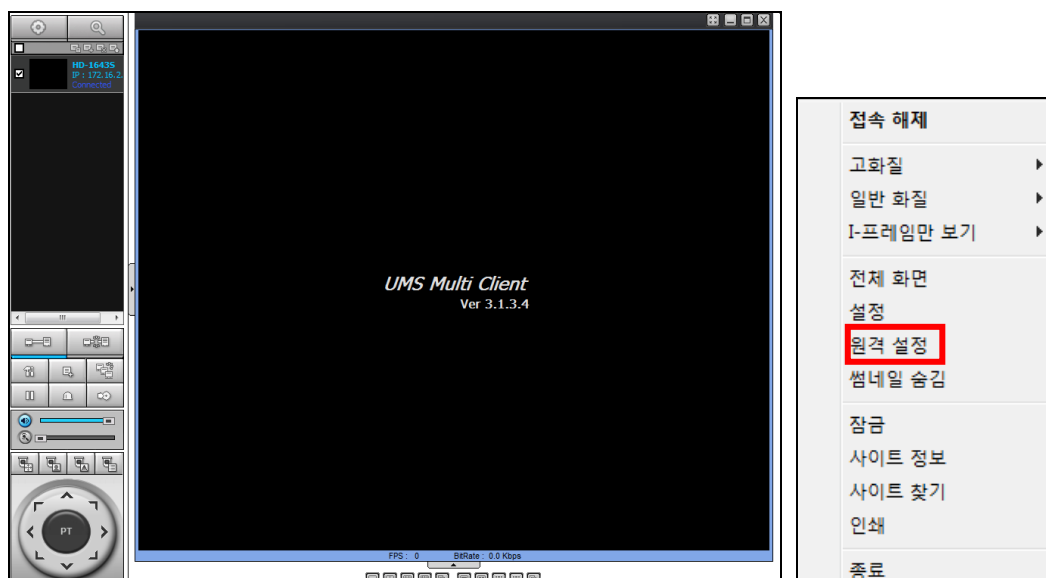 HD-1643S
IP : 172.16.2.
Connected
UMS Multi Client
Ver 3.1.3.4
PT
FPS : 0 BitRate : 0.0 Kbps
접속 해제
고화질
일반 화질
I-프레임만 보기
전체 화면
설정
원격 설정
썸네일 숨김
잠금
사이트 정보
사이트 찾기
인쇄
종료